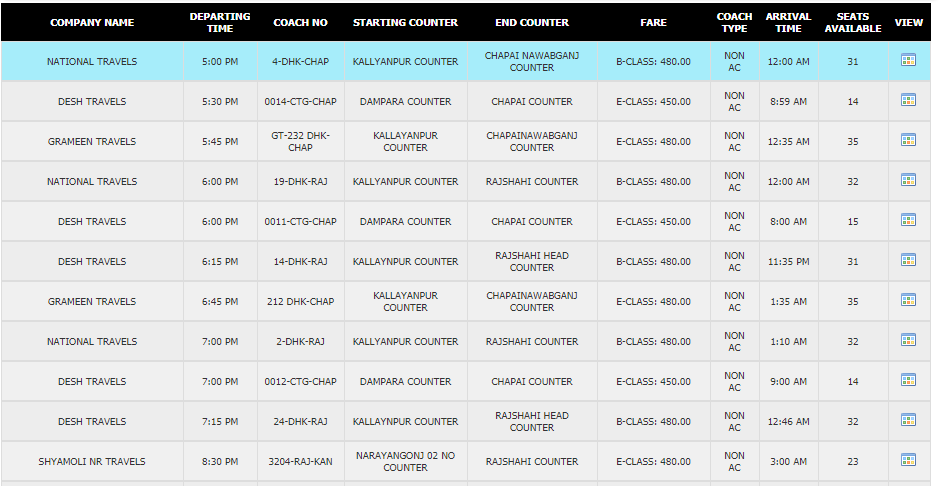 COMPANY NAME DEPARTING TIME COACH NO STARTING COUNTER END COUNTER FARE COACH TYPE ARRIVAL TIME SEATS AVAILABLE VIEW
NATIONAL TRAVELS 5:00 PM 4-DHK-CHAP KALLYANPUR COUNTER CHAPAI NAWABGANJ COUNTER B-CLASS: 480.00 NON AC 12:00 AM 31
DESH TRAVELS 5:30 PM 0014-CTG-CHAP DAMPARA COUNTER CHAPAI COUNTER E-CLASS: 450.00 NON AC 8:59 AM 14
GRAMEEN TRAVELS 5:45 PM GT-232 DHK-CHAP KALLAYANPUR COUNTER CHAPAINAWABGANJ COUNTER E-CLASS: 480.00 NON AC 12:35 AM 35
NATIONAL TRAVELS 6:00 PM 19-DHK-RAJ KALLYANPUR COUNTER RAJSHAHI COUNTER B-CLASS: 480.00 NON AC 12:00 AM 32
DESH TRAVELS 6:00 PM 0011-CTG-CHAP DAMPARA COUNTER CHAPAI COUNTER E-CLASS: 450.00 NON AC 8:00 AM 15
DESH TRAVELS 6:15 PM 14-DHK-RAJ KALLAYNPUR COUNTER RAJSHAHI HEAD COUNTER B-CLASS: 480.00 NON AC 11:35 PM 31
GRAMEEN TRAVELS 6:45 PM 212 DHK-CHAP KALLAYANPUR COUNTER CHAPAINAWABGANJ COUNTER E-CLASS: 480.00 NON AC 1:35 AM 35
NATIONAL TRAVELS 7:00 PM 2-DHK-RAJ KALLYANPUR COUNTER RAJSHAHI COUNTER B-CLASS: 480.00 NON AC 1:10 AM 32
DESH TRAVELS 7:00 PM 0012-CTG-CHAP DAMPARA COUNTER CHAPAI COUNTER E-CLASS: 450.00 NON AC 9:00 AM 14
DESH TRAVELS 7:15 PM 24-DHK-RAJ KALLAYNPUR COUNTER RAJSHAHI HEAD COUNTER B-CLASS: 480.00 NON AC 12:46 AM 32
SHYAMOLI NR TRAVELS 8:30 PM 3204-RAJ-KAN NARAYANGONJ 02 NO COUNTER RAJSHAHI COUNTER E-CLASS: 480.00 NON AC 3:00 AM 23